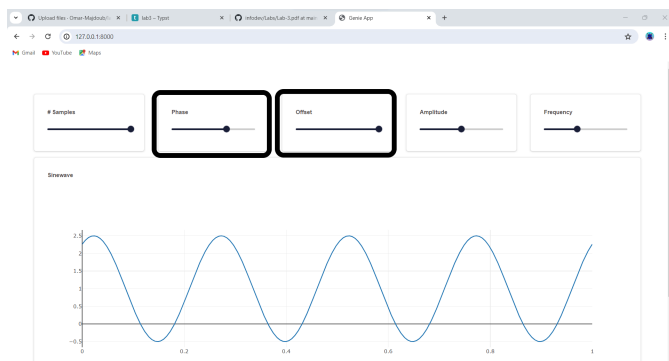 Upload files · Omar-Majdoub/i
lab3 – Typst
infodev/Labs/Lab-3.pdf at main
Genie App
127.0.0.1:8000
Gmail
YouTube
Maps
# Samples
Phase
Offset
Amplitude
Frequency
Sinewave
2.5
2
1.5
1
0.5
0
−0.5
0
0.2
0.4
0.6
0.8
1